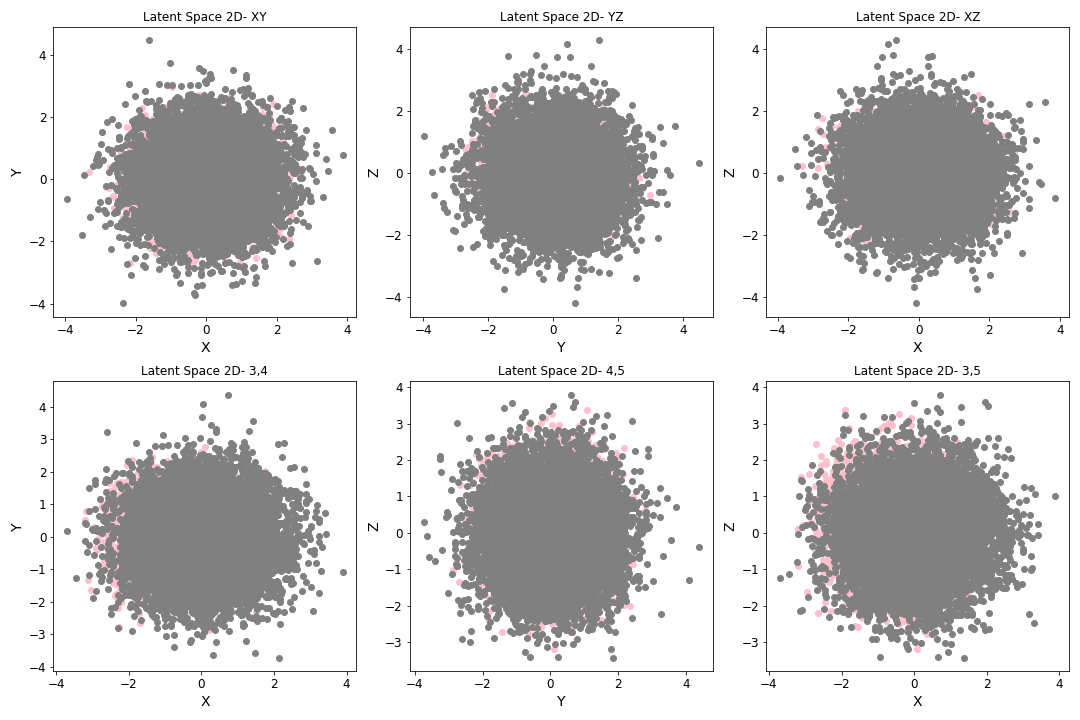 Latent Space 2D- XY
Latent Space 2D- YZ
Latent Space 2D- XZ
4
2
0
−2
−4
Y
−4 −2 0 2 4
X
4
2
0
−2
−4
Z
−4 −2 0 2 4
Y
4
2
0
−2
−4
Z
−4 −2 0 2 4
X
Latent Space 2D- 3,4
Latent Space 2D- 4,5
Latent Space 2D- 3,5
4
3
2
1
0
−1
−2
−3
−4
Y
−4 −2 0 2 4
X
4
3
2
1
0
−1
−2
−3
Z
−4 −2 0 2 4
Y
4
3
2
1
0
−1
−2
−3
Z
−4 −2 0 2 4
X